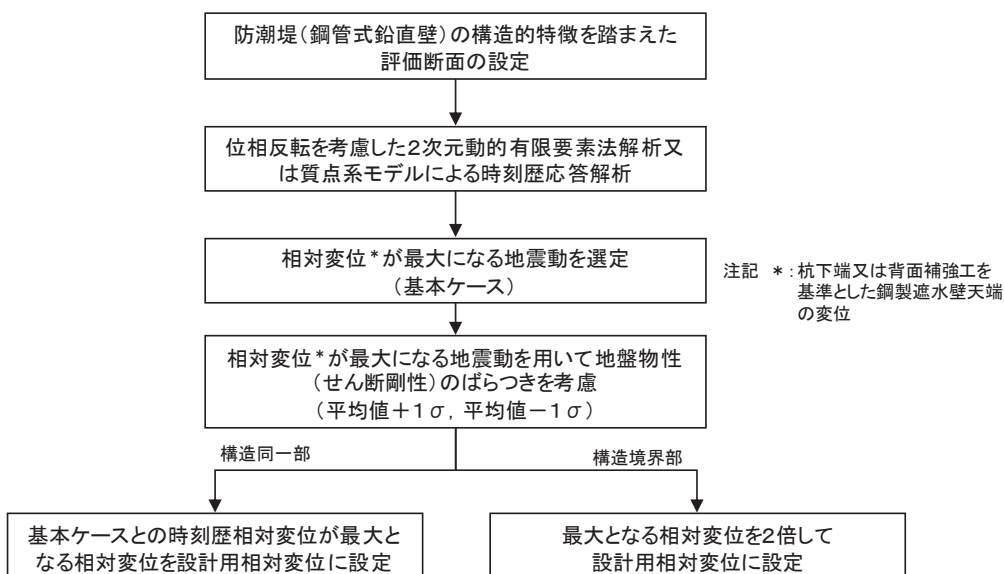 防潮堤（鋼管式鉛直壁）の構造的特徴を踏まえた
評価断面の設定
位相反転を考慮した２次元動的有限要素法解析又
は質点系モデルによる時刻歴応答解析
相対変位＊が最大になる地震動を選定
（基本ケース）
注記　＊：杭下端又は背面補強工を
基準とした鋼製遮水壁天端
の変位
相対変位＊が最大になる地震動を用いて地盤物性
（せん断剛性）のばらつきを考慮
（平均値＋１σ，平均値－１σ）
構造同一部
構造境界部
基本ケースとの時刻歴相対変位が最大と
なる相対変位を設計用相対変位に設定
最大となる相対変位を２倍して
設計用相対変位に設定